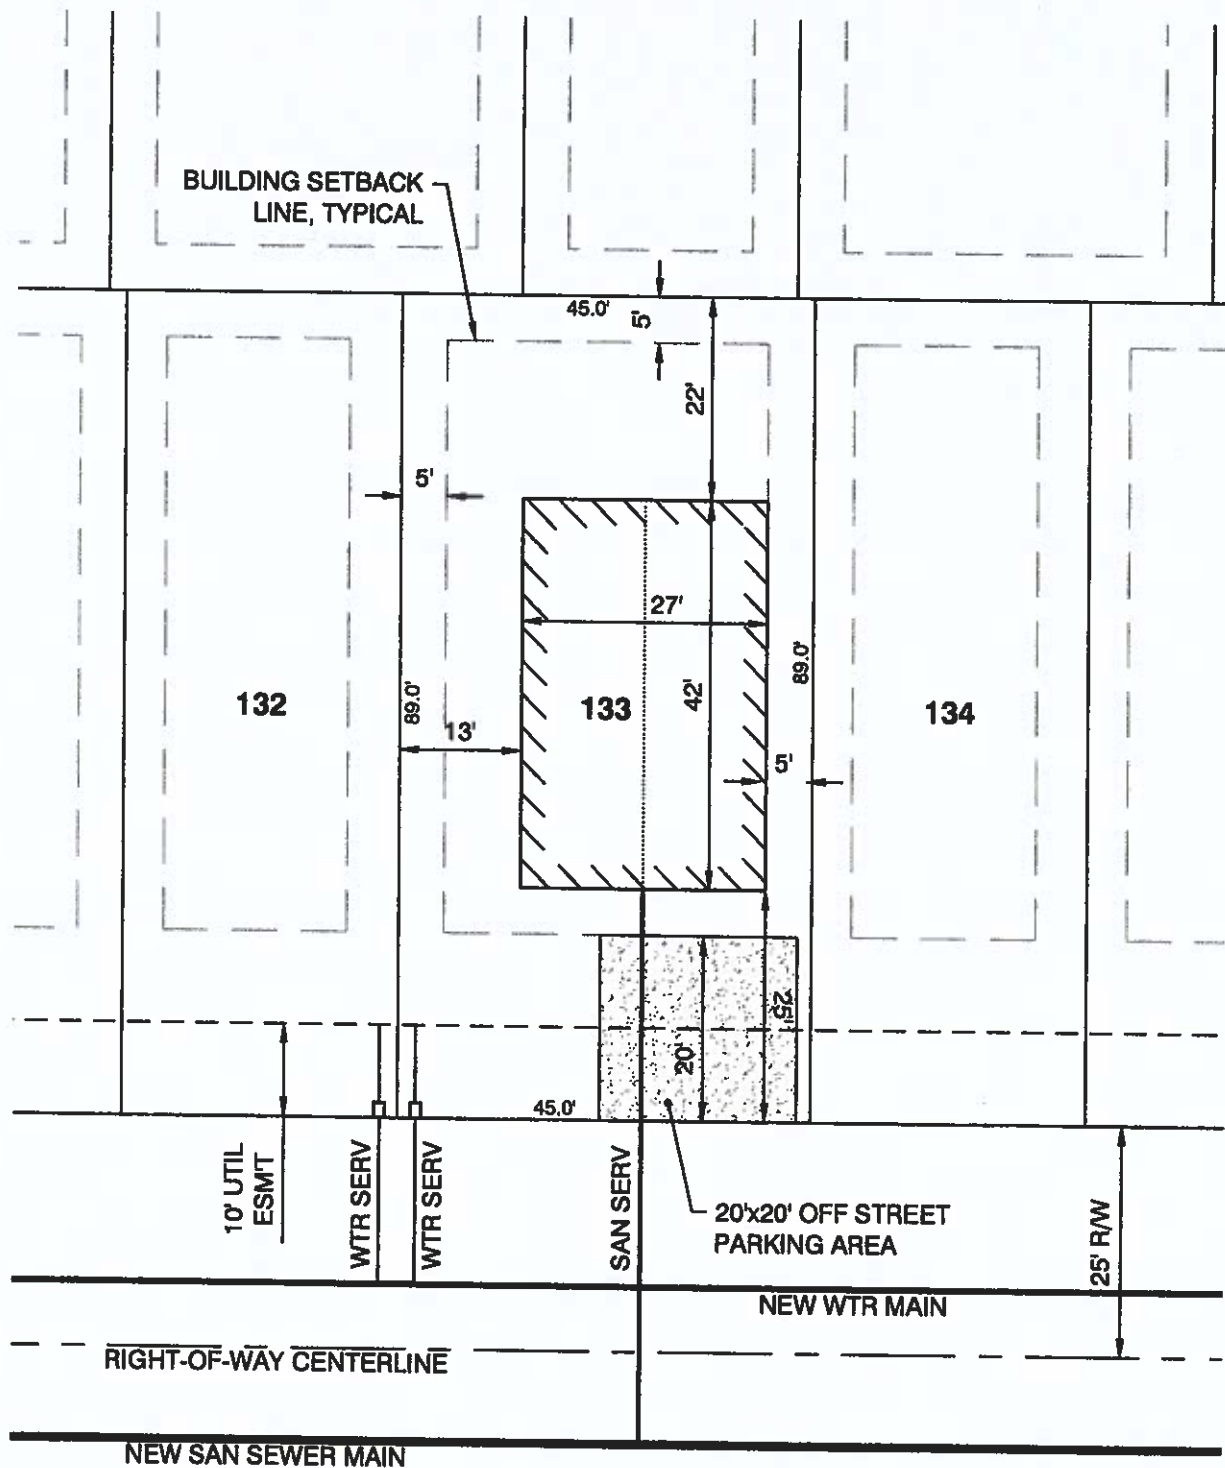 BUILDING SETBACK
LINE, TYPICAL
45.0'
5'
22'
5'
27'
132
89.0'
133
42'
89.0'
134
13'
5'
25'
20'
45.0'
10' UTIL
ESM'T
WTR SERV
WTR SERV
SAN SERV
20'x20' OFF STREET
PARKING AREA
25' R/W
NEW WTR MAIN
RIGHT-OF-WAY CENTERLINE
NEW SAN SEWER MAIN